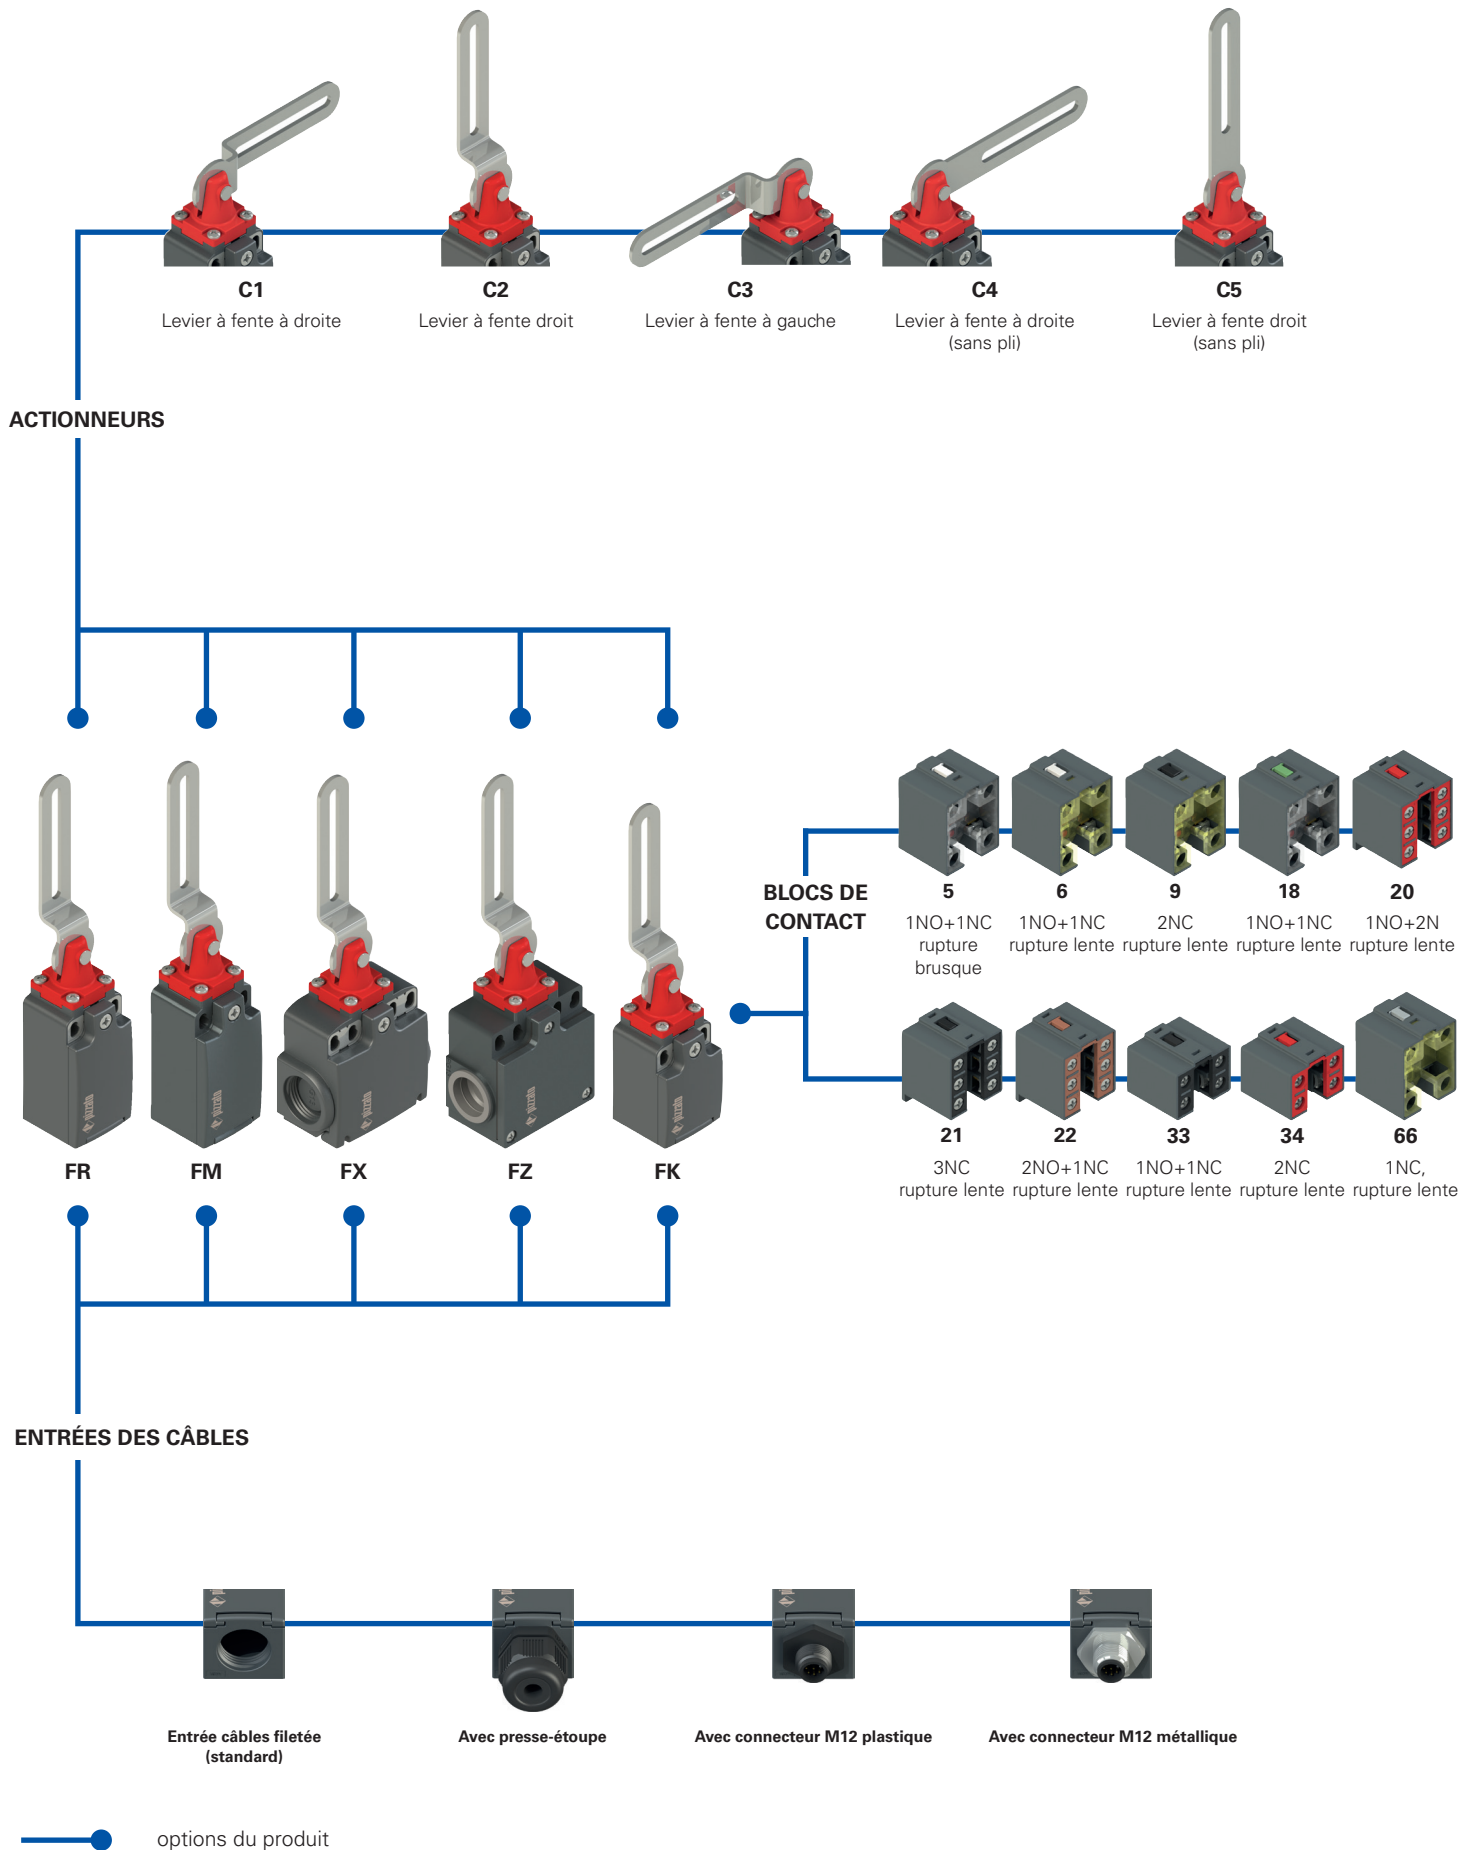 C1
Levier à fente à droite
C2
Levier à fente droit
C3
Levier à fente à gauche
C4
Levier à fente à droite
(sans pli)
C5
Levier à fente droit
(sans pli)
ACTIONNEURS
pizzato
pizzato
pizzato
pizzato
pizzato
FR
FM
FX
FZ
FK
BLOCS DE
CONTACT
5
1NO+1NC
rupture
brusque
6
1NO+1NC
rupture lente
9
2NC
rupture lente
18
1NO+1NC
rupture lente
20
1NO+2N
rupture lente
21
3NC
rupture lente
22
2NO+1NC
rupture lente
33
1NO+1NC
rupture lente
34
2NC
rupture lente
66
1NC,
rupture lente
ENTRÉES DES CÂBLES
Entrée câbles filetée
(standard)
Avec presse-étoupe
Avec connecteur M12 plastique
Avec connecteur M12 métallique
options du produit